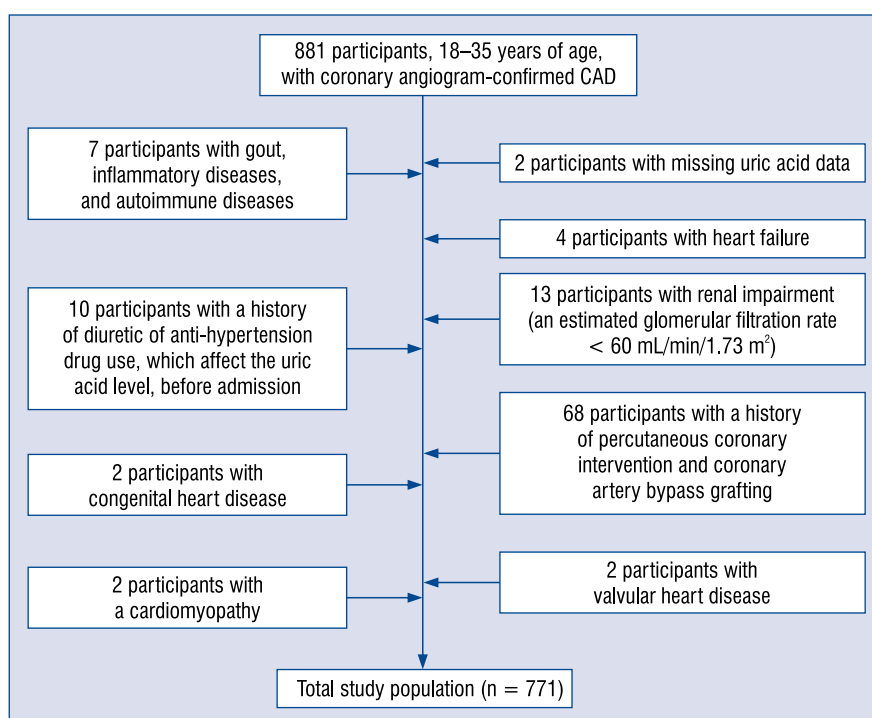 881 participants, 18–35 years of age,
with coronary angiogram-confirmed CAD
7 participants with gout,
inflammatory diseases,
and autoimmune diseases
2 participants with missing uric acid data
4 participants with heart failure
10 participants with a history
of diuretic of anti-hypertension
drug use, which affect the uric
acid level, before admission
13 participants with renal impairment
(an estimated glomerular filtration rate
< 60 mL/min/1.73 m²)
68 participants with a history
of percutaneous coronary
intervention and coronary
artery bypass grafting
2 participants with
congenital heart disease
2 participants with
a cardiomyopathy
2 participants with
valvular heart disease
Total study population (n = 771)